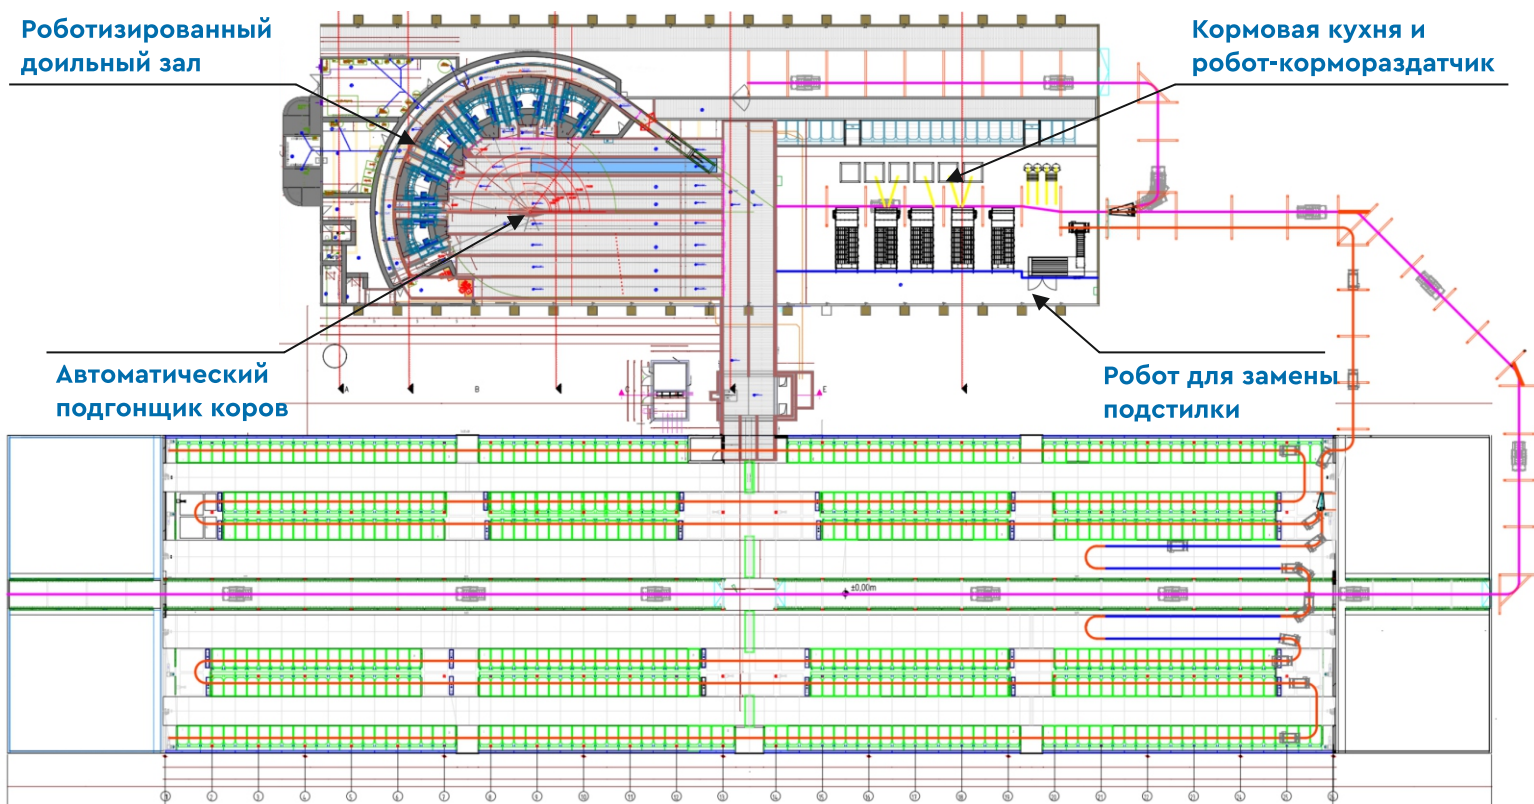 Роботизированный
доильный зал
Кормовая кухня и
робот-кормораздатчик
Автоматический
подгонщик коров
Робот для замены
подстилки
A
B
C
E
±0,00m